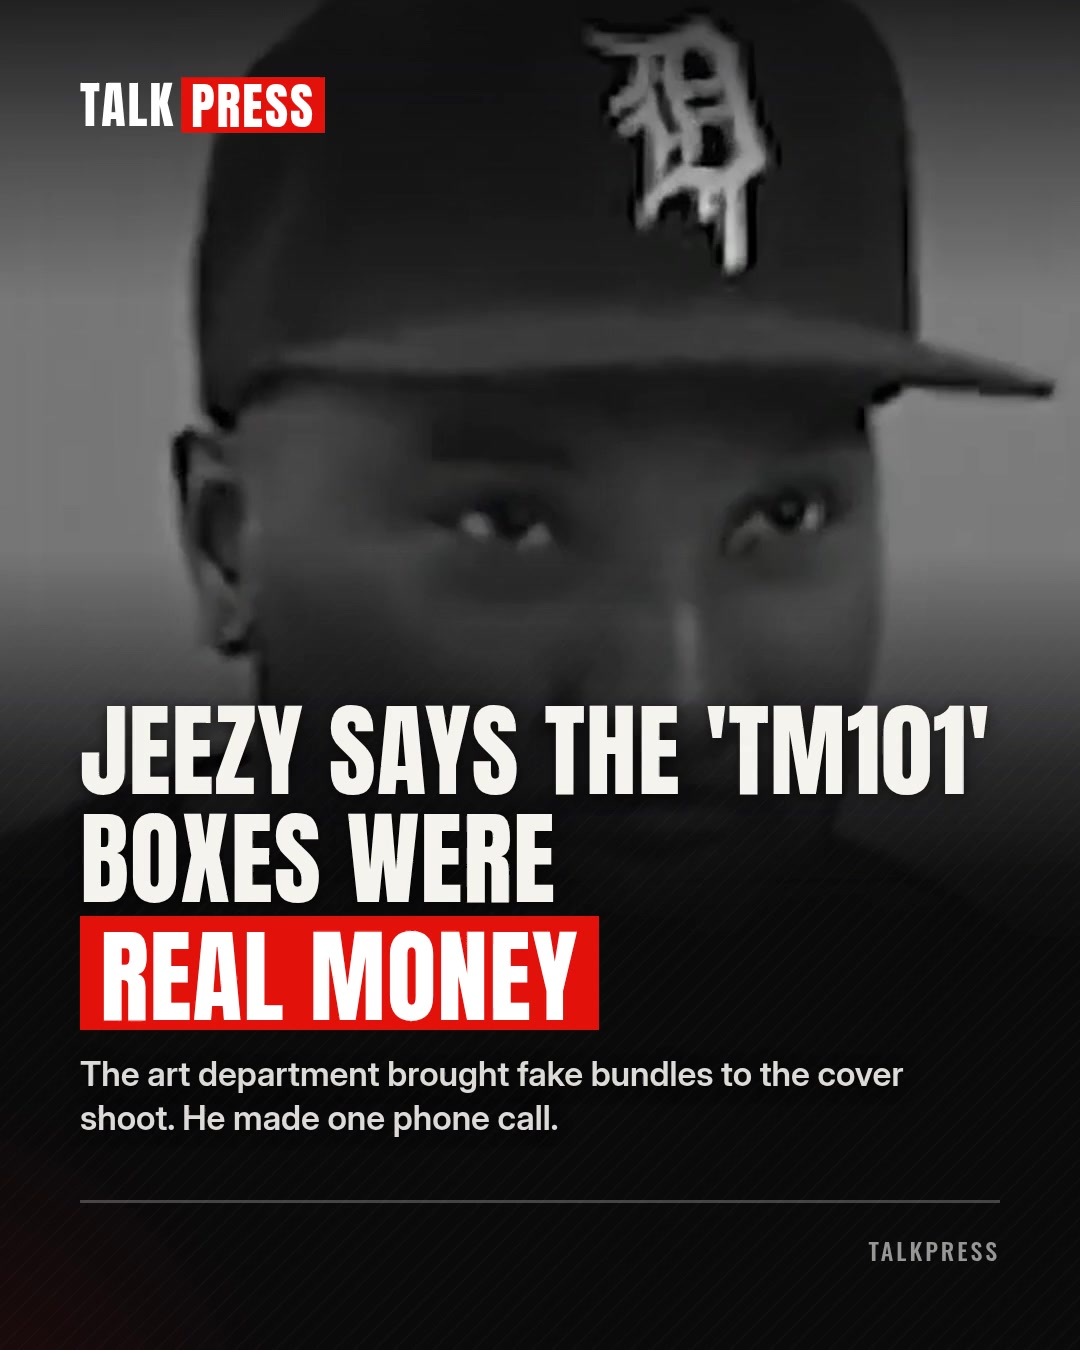 TALK PRESS
JEEZY SAYS THE 'TM101'
BOXES WERE
REAL MONEY
The art department brought fake bundles to the cover
shoot. He made one phone call.
TALKPRESS